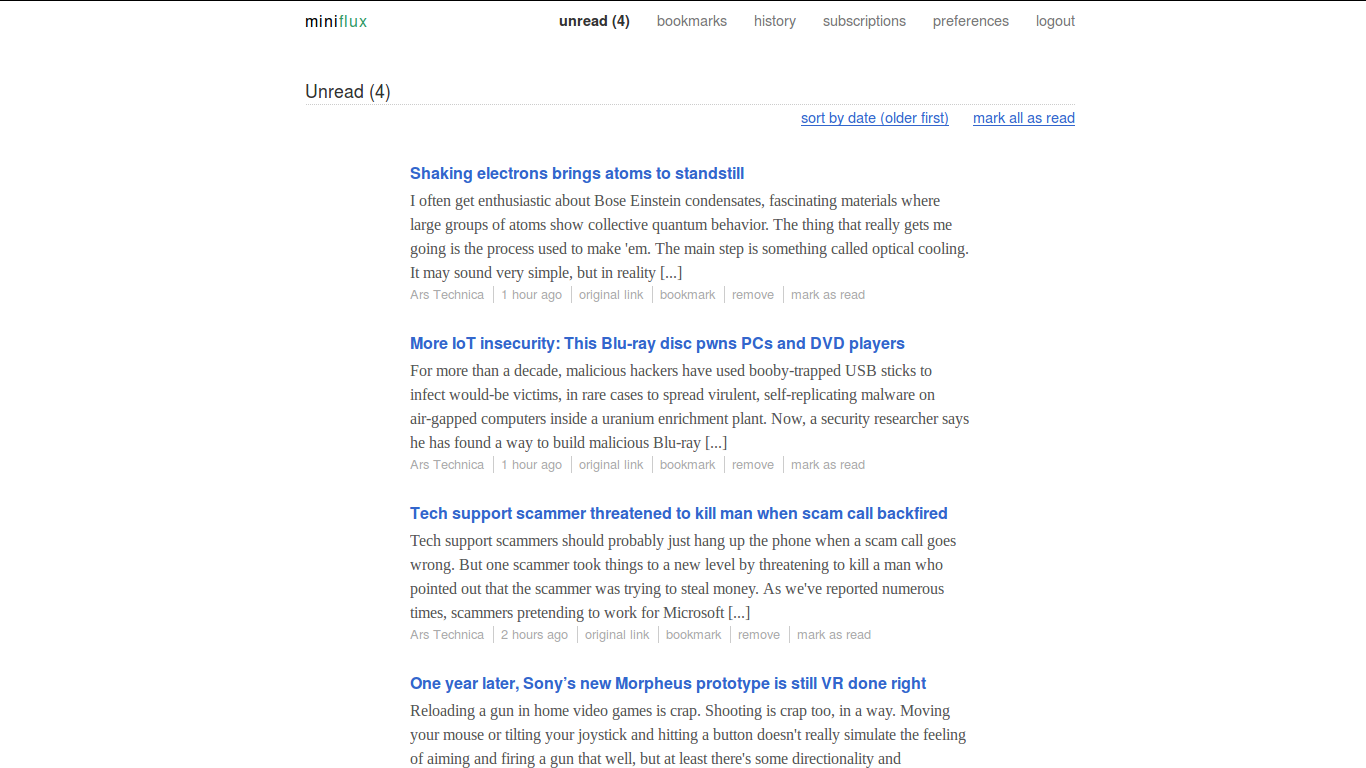 miniflux unread (4) bookmarks history subscriptions preferences logout
Unread (4)
sort by date (older first) mark all as read
Shaking electrons brings atoms to standstill
I often get enthusiastic about Bose Einstein condensates, fascinating materials where
large groups of atoms show collective quantum behavior. The thing that really gets me
going is the process used to make 'em. The main step is something called optical cooling.
It may sound very simple, but in reality [...]
Ars Technica 1 hour ago original link bookmark remove mark as read
More IoT insecurity: This Blu-ray disc pwns PCs and DVD players
For more than a decade, malicious hackers have used booby-trapped USB sticks to
infect would-be victims, in rare cases to spread virulent, self-replicating malware on
air-gapped computers inside a uranium enrichment plant. Now, a security researcher says
he has found a way to build malicious Blu-ray [...]
Ars Technica 1 hour ago original link bookmark remove mark as read
Tech support scammer threatened to kill man when scam call backfired
Tech support scammers should probably just hang up the phone when a scam call goes
wrong. But one scammer took things to a new level by threatening to kill a man who
pointed out that the scammer was trying to steal money. As we've reported numerous
times, scammers pretending to work for Microsoft [...]
Ars Technica 2 hours ago original link bookmark remove mark as read
One year later, Sony’s new Morpheus prototype is still VR done right
Reloading a gun in home video games is crap. Shooting is crap too, in a way. Moving
your mouse or tilting your joystick and hitting a button doesn't really simulate the feeling
of aiming and firing a gun that well, but at least there's some directionality and